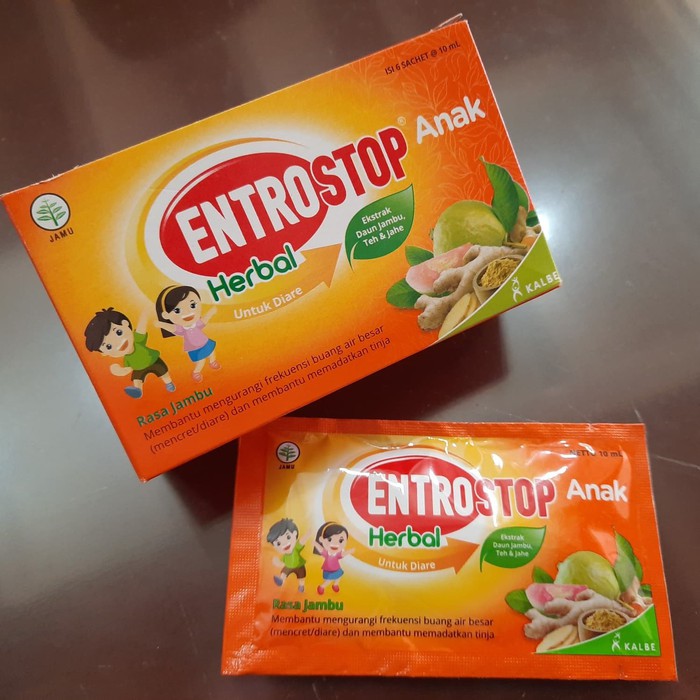 ISI 6 SACHET @ 10 mL
JAMU
ENTROSTOP® Anak
Herbal
Ekstrak
Daun Jambu,
Teh & Jahe
Untuk Diare
KALBE
Rasa Jambu
Membantu mengurangi frekuensi buang air besar
(mencret/diare) dan membantu memadatkan tinja
JAMU
NETTO 10 mL
ENTROSTOP Anak
Herbal
Ekstrak
Daun Jambu,
Teh & Jahe
Untuk Diare
Rasa Jambu
Membantu mengurangi frekuensi buang air besar
(mencret/diare) dan membantu memadatkan tinja
KALBE